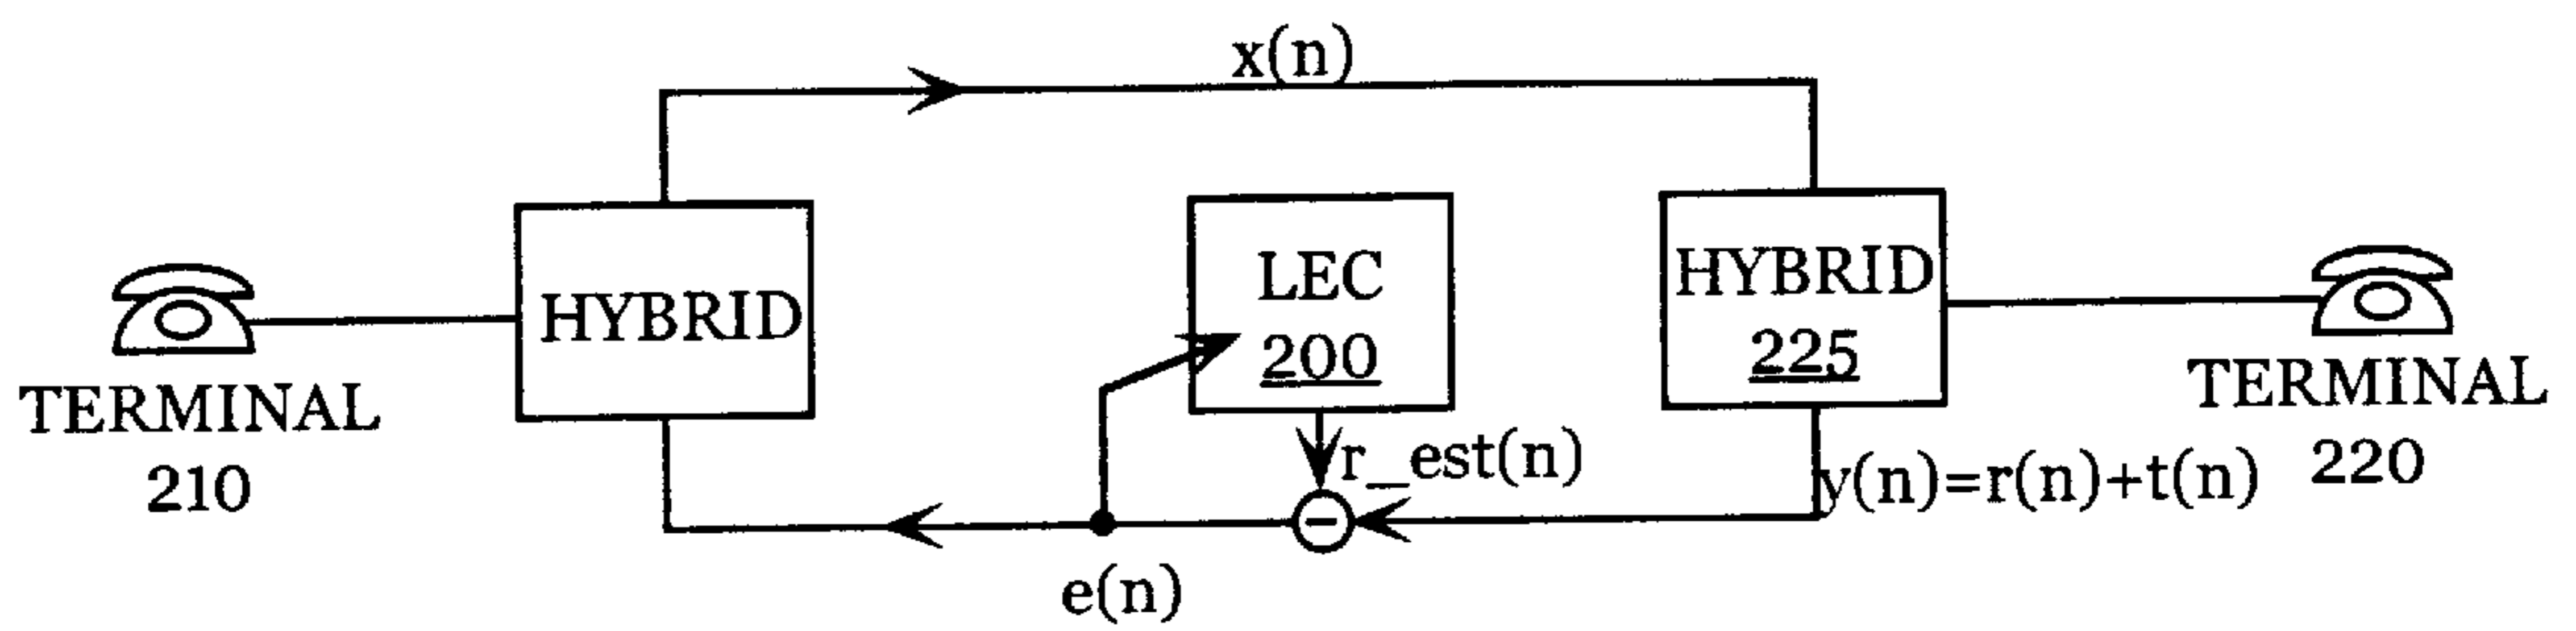 x(n)
HYBRID
LEC
200
HYBRID
225
TERMINAL
210
TERMINAL
220
r_est(n)
y(n)=r(n)+t(n)
e(n)